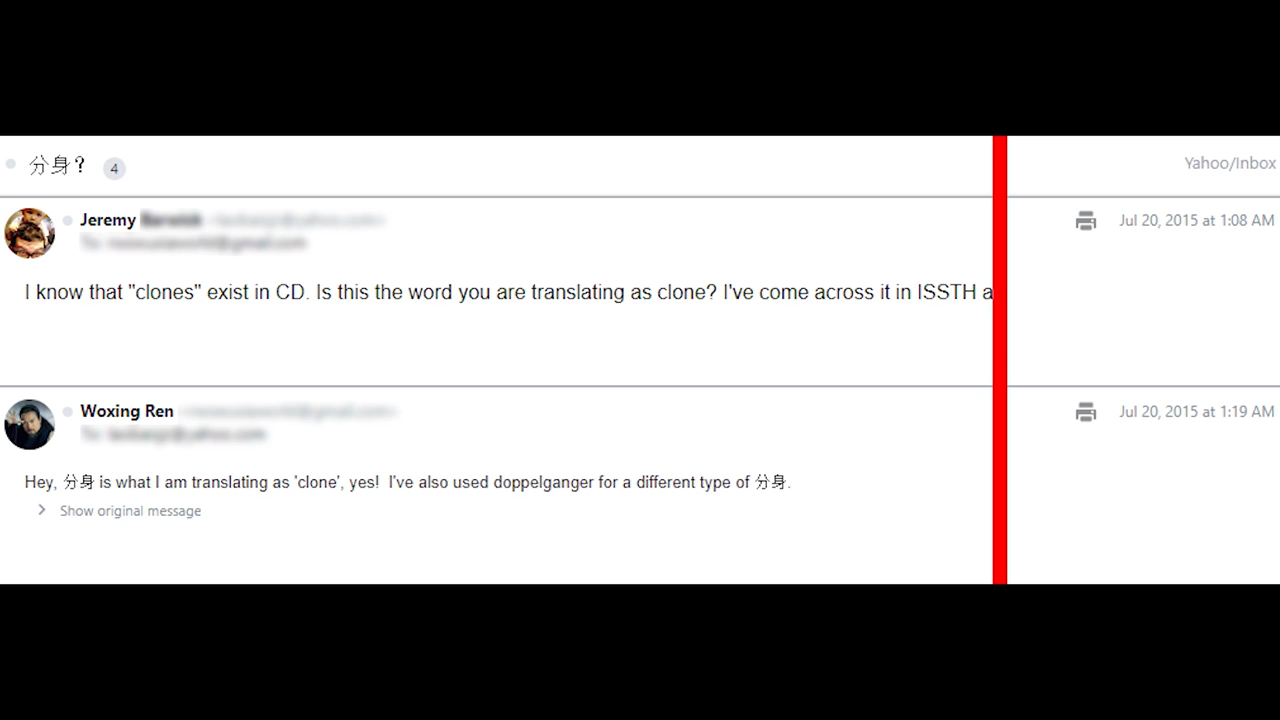 分身？ 4
Yahoo/Inbox
Jeremy
Jul 20, 2015 at 1:08 AM
To:
I know that "clones" exist in CD. Is this the word you are translating as clone? I've come across it in ISSTH a
Woxing Ren
Jul 20, 2015 at 1:19 AM
To:
Hey, 分身 is what I am translating as 'clone', yes!  I've also used doppelganger for a different type of 分身.
Show original message